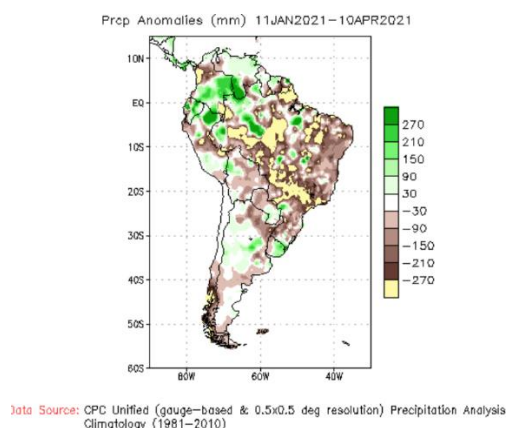 Prcp Anomalies (mm) 11JAN2021-10APR2021
10N
EQ
10S
20S
30S
40S
50S
60S
80W 60W 40W
270
210
150
90
30
-30
-90
-150
-210
-270
Data Source: CPC Unified (gauge-based & 0.5x0.5 deg resolution) Precipitation Analysis
Climatology (1981-2010)